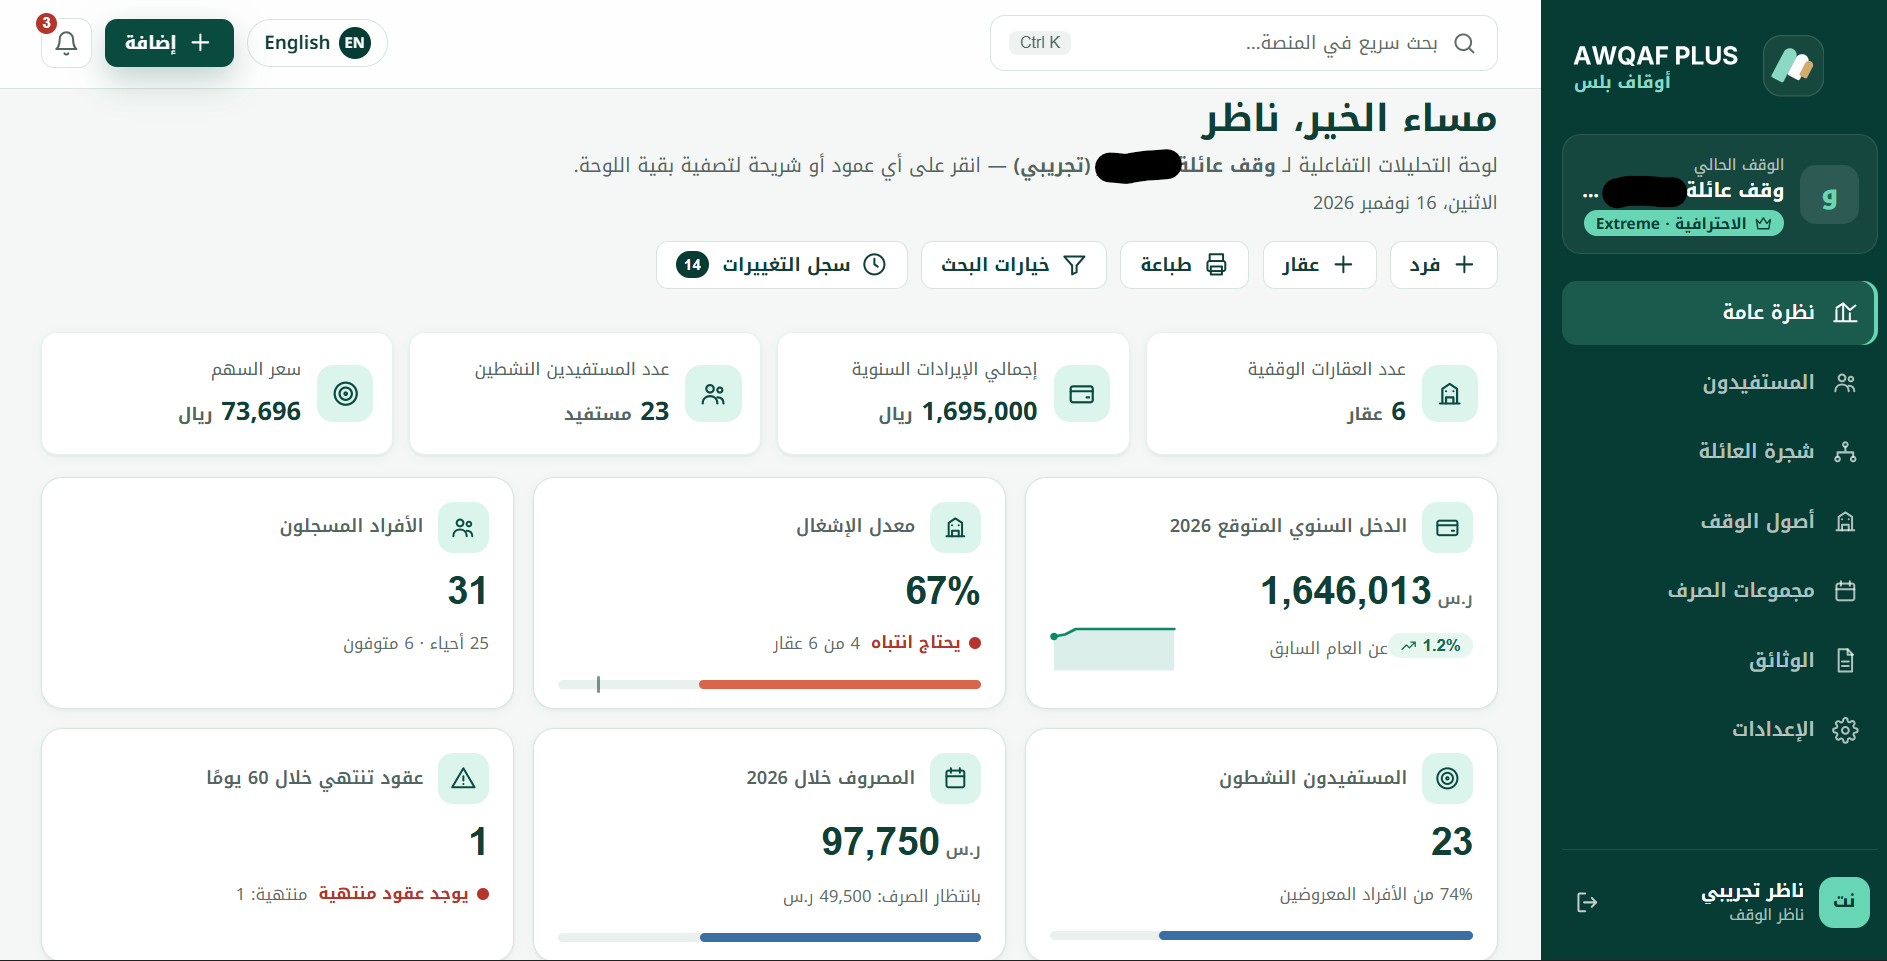 AWQAF PLUS
أوقاف بلس
الوقف الحالي
وقف عائلة ...
الاحترافية · Extreme
و
نظرة عامة
المستفيدون
شجرة العائلة
أصول الوقف
مجموعات الصرف
الوثائق
الإعدادات
نت
ناظر تجريبي
ناظر الوقف
بحث سريع في المنصة...
Ctrl K
EN English
إضافة
3
مساء الخير، ناظر
لوحة التحليلات التفاعلية لـ وقف عائلة (تجريبي) — انقر على أي عمود أو شريحة لتصفية بقية اللوحة.
الاثنين، 16 نوفمبر 2026
فرد
عقار
طباعة
خيارات البحث
سجل التغييرات 14
عدد العقارات الوقفية
6 عقار
إجمالي الإيرادات السنوية
1,695,000 ريال
عدد المستفيدين النشطين
23 مستفيد
سعر السهم
73,696 ريال
الدخل السنوي المتوقع 2026
ر.س 1,646,013
1.2% عن العام السابق
معدل الإشغال
67%
يحتاج انتباه 4 من 6 عقار
الأفراد المسجلون
31
25 أحياء · 6 متوفون
المستفيدون النشطون
23
74% من الأفراد المعروضين
المصروف خلال 2026
ر.س 97,750
بانتظار الصرف: 49,500 ر.س
عقود تنتهي خلال 60 يومًا
1
يوجد عقود منتهية منتهية: 1